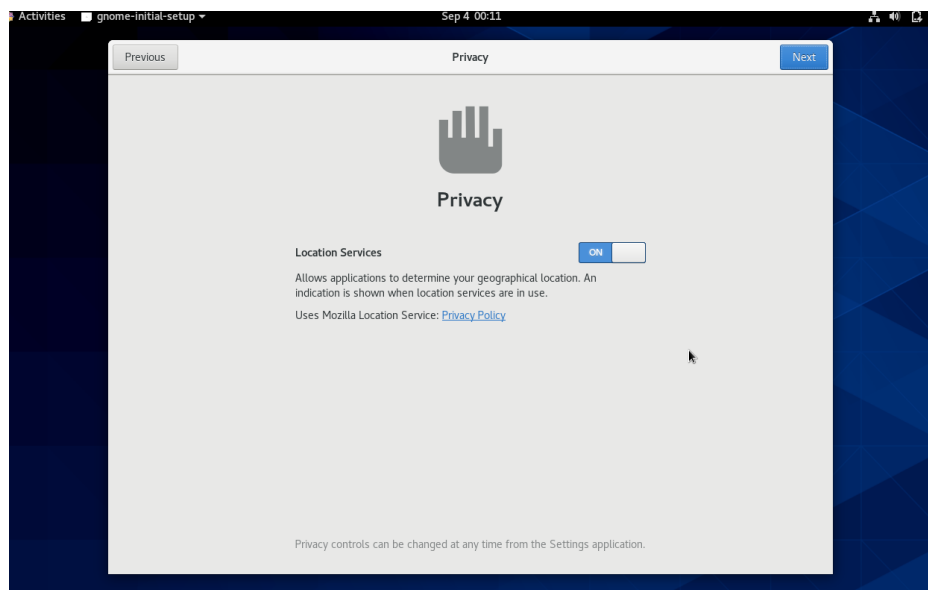 Activities gnome-initial-setup Sep 4 00:11
Previous Privacy Next
Privacy
Location Services ON
Allows applications to determine your geographical location. An
indication is shown when location services are in use.
Uses Mozilla Location Service: Privacy Policy
Privacy controls can be changed at any time from the Settings application.